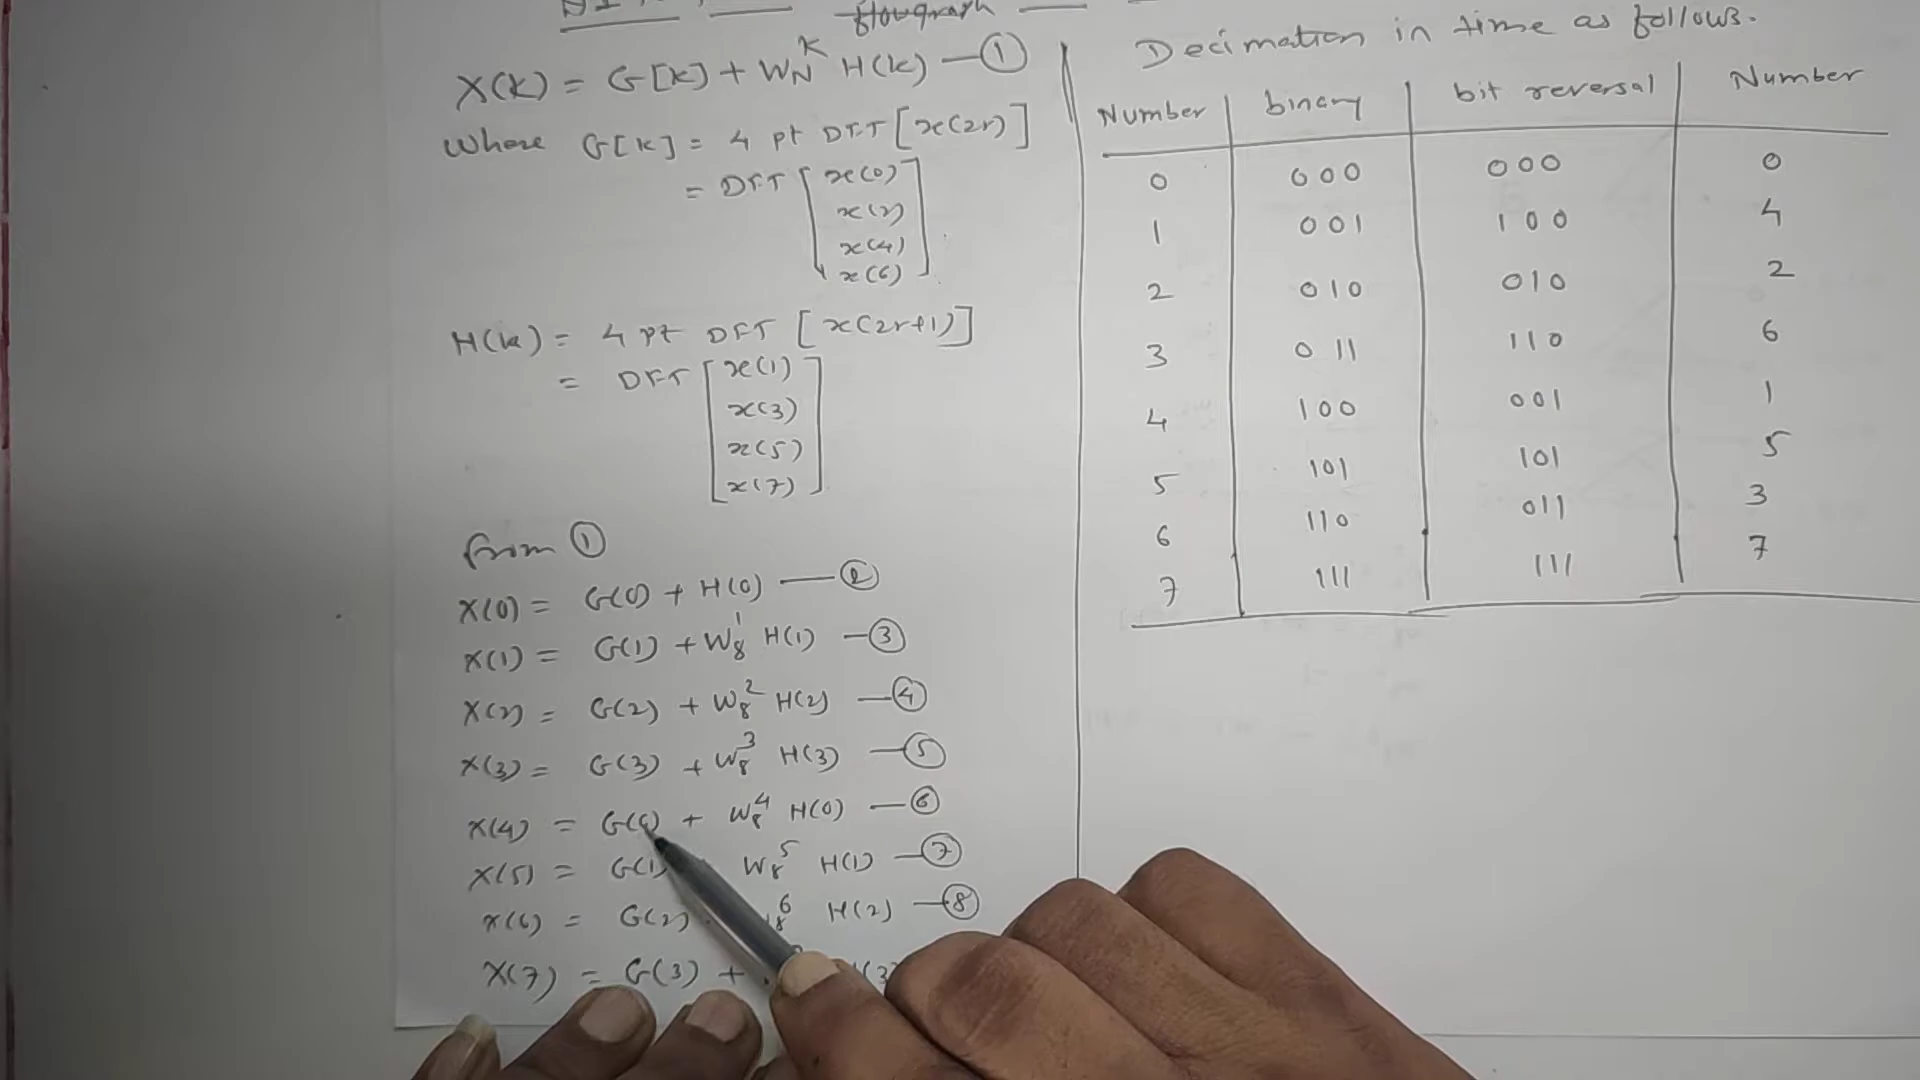 flowgraph
X(k) = G[k] + W_N^k H(k) — ①
Where G[k] = 4 pt DFT [x(2r)]
= DFT [x(0)
x(2)
x(4)
x(6)]
H(k) = 4 pt DFT [x(2r+1)]
= DFT [x(1)
x(3)
x(5)
x(7)]
from ①
X(0) = G(0) + H(0) — ②
X(1) = G(1) + W_8^1 H(1) — ③
X(2) = G(2) + W_8^2 H(2) — ④
X(3) = G(3) + W_8^3 H(3) — ⑤
X(4) = G(0) + W_8^4 H(0) — ⑥
X(5) = G(1) W_8^5 H(1) — ⑦
X(6) = G(2) 8^6 H(2) — ⑧
X(7) = G(3) +
Decimation in time as follows.
Number binary bit reversal Number
0 000 000 0
1 001 100 4
2 010 010 2
3 011 110 6
4 100 001 1
5 101 101 5
6 110 011 3
7 111 111 7